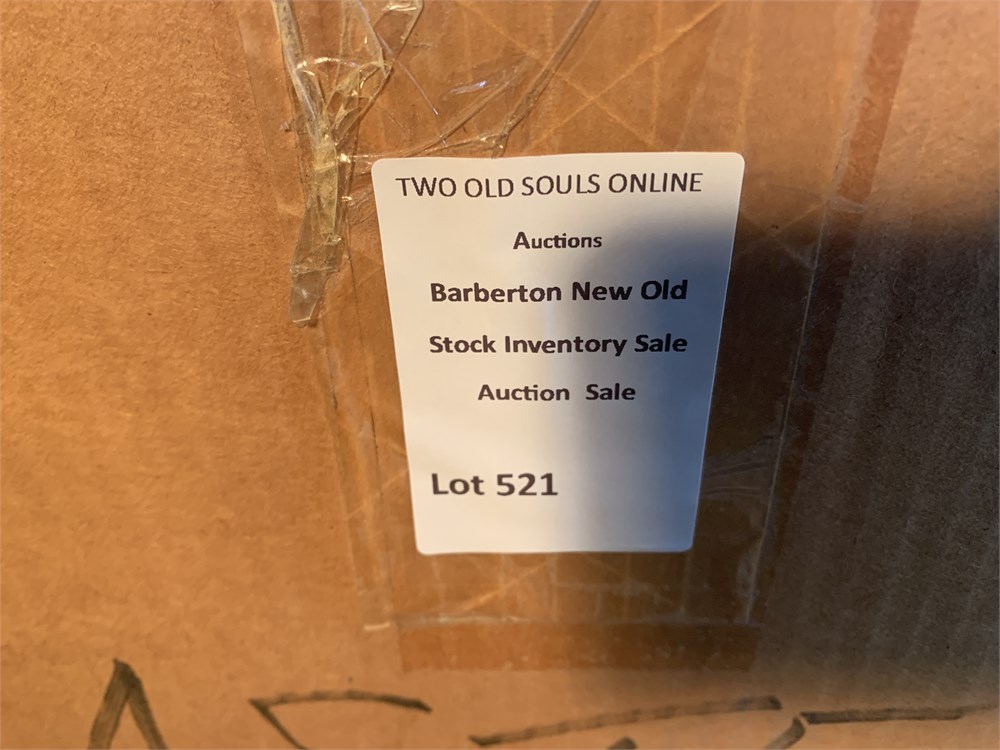 TWO OLD SOULS ONLINE
Auctions
Barberton New Old
Stock Inventory Sale
Auction Sale
Lot 521